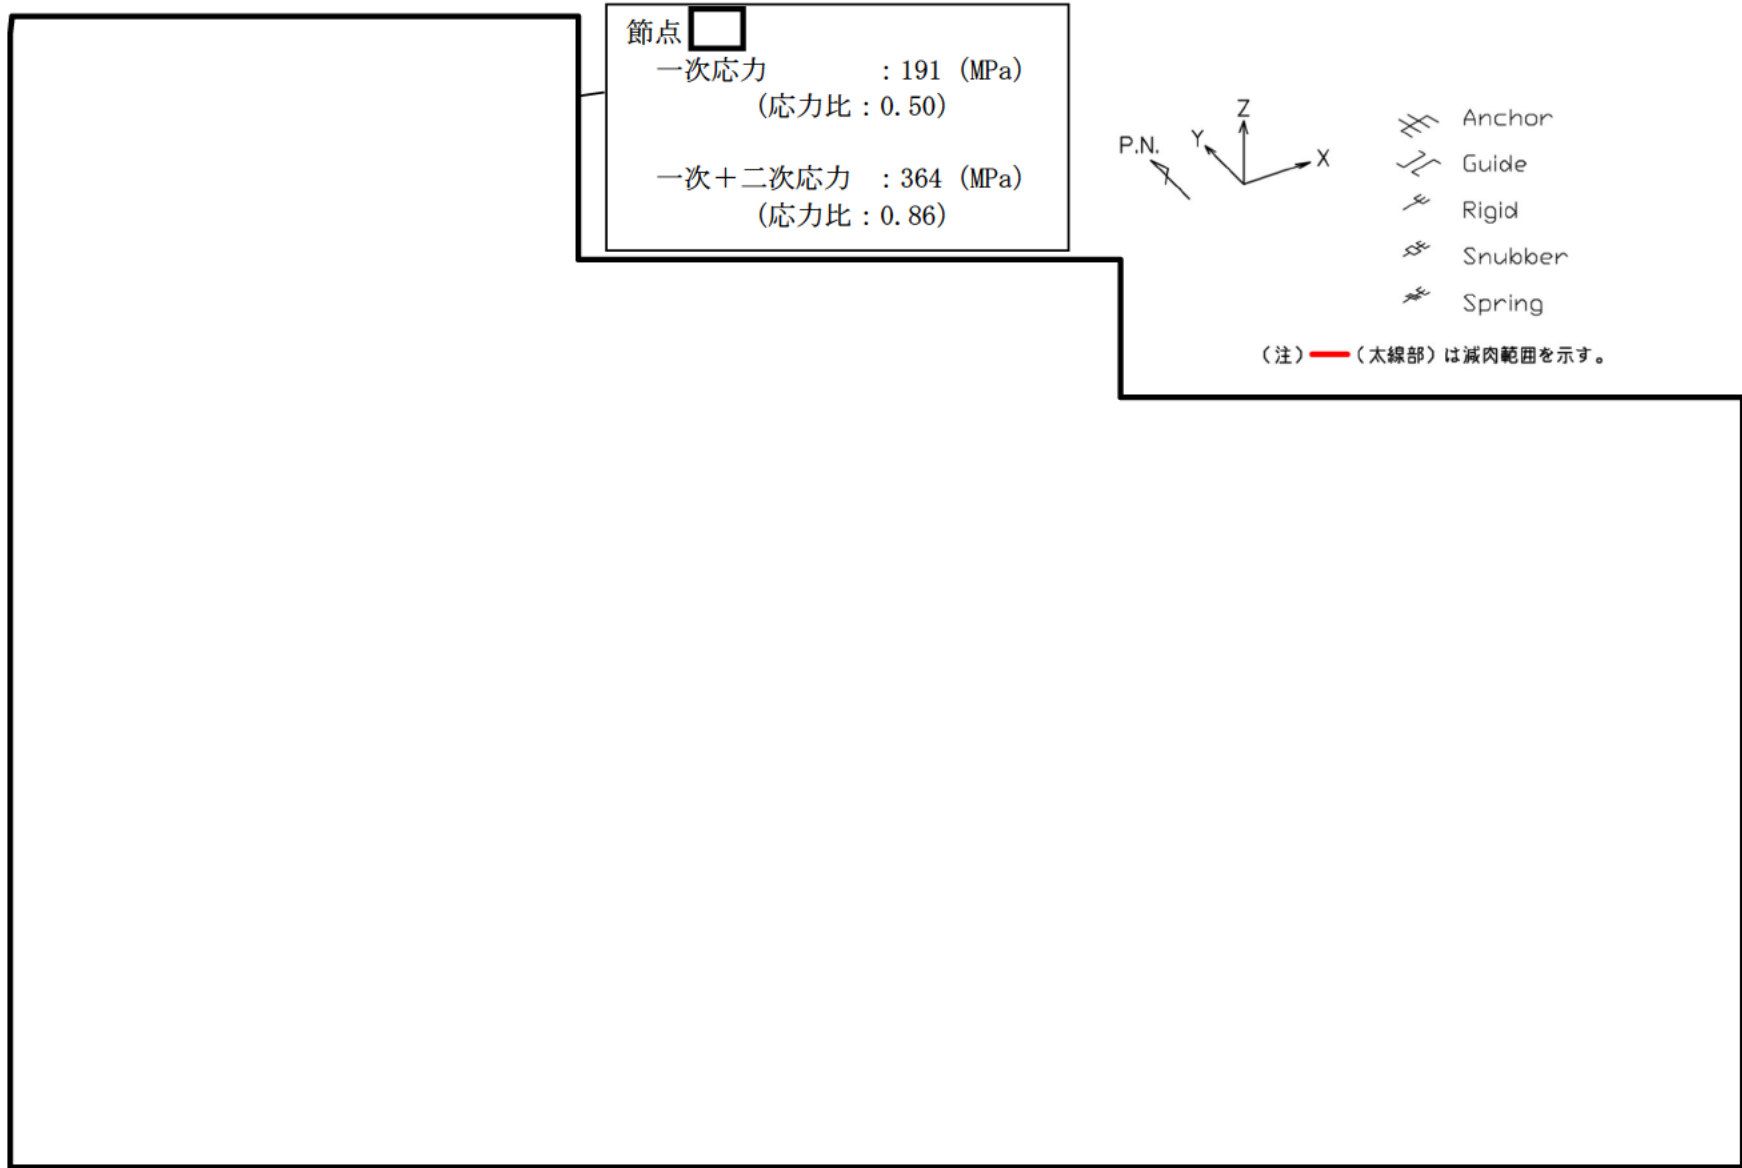 節点
一次応力 : 191 (MPa)
(応力比 : 0.50)
一次＋二次応力 : 364 (MPa)
(応力比 : 0.86)
P.N.
Y
Z
X
Anchor
Guide
Rigid
Snubber
Spring
（注） （太線部）は減肉範囲を示す。